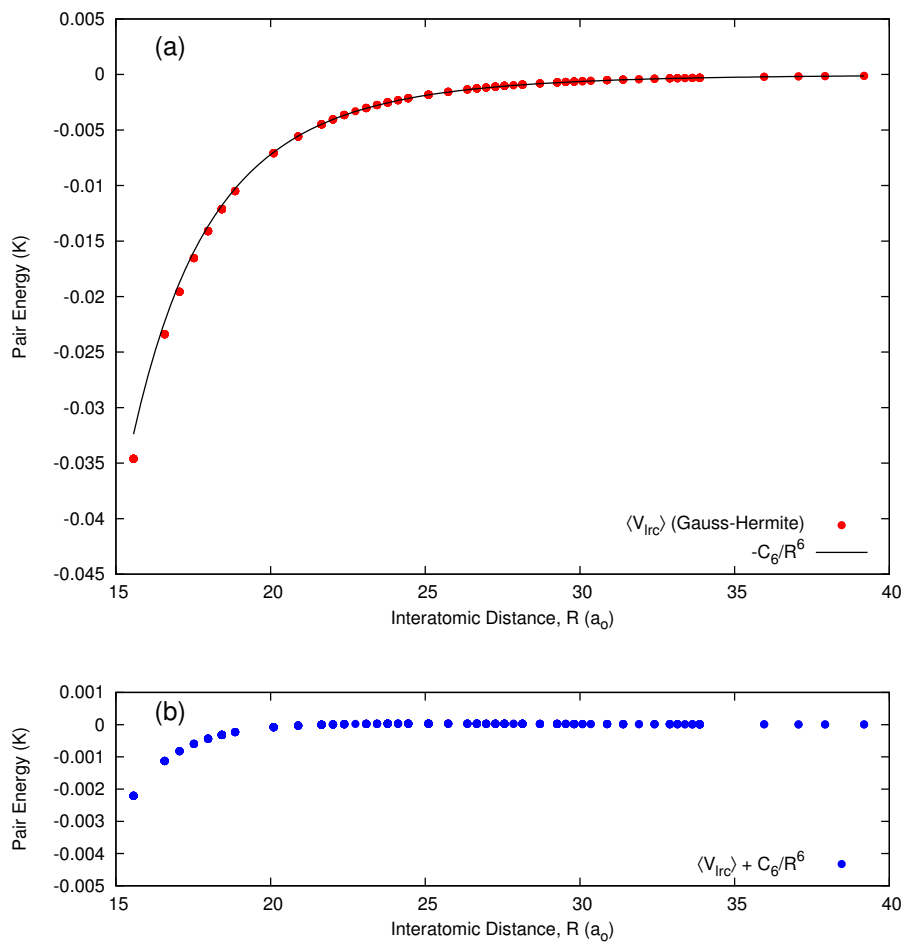 (a)
0.005
0
-0.005
-0.01
-0.015
-0.02
-0.025
-0.03
-0.035
-0.04
-0.045
Pair Energy (K)
⟨V_lrc⟩ (Gauss-Hermite)
-C_6/R^6
15 20 25 30 35 40
Interatomic Distance, R (a_o)
(b)
0.001
0
-0.001
-0.002
-0.003
-0.004
-0.005
Pair Energy (K)
⟨V_lrc⟩ + C_6/R^6
15 20 25 30 35 40
Interatomic Distance, R (a_o)